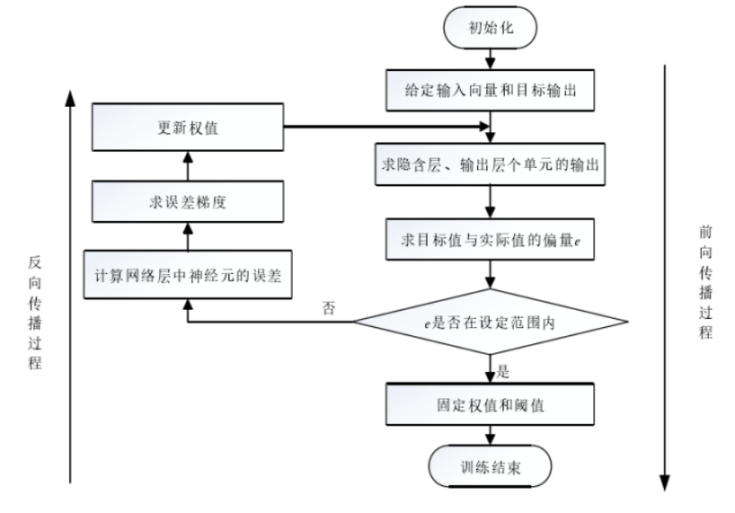 初始化
给定输入向量和目标输出
更新权值
求隐含层、输出层个单元的输出
求误差梯度
求目标值与实际值的偏量e
计算网络层中神经元的误差
否
e是否在设定范围内
是
固定权值和阈值
训练结束
反向传播过程
前向传播过程